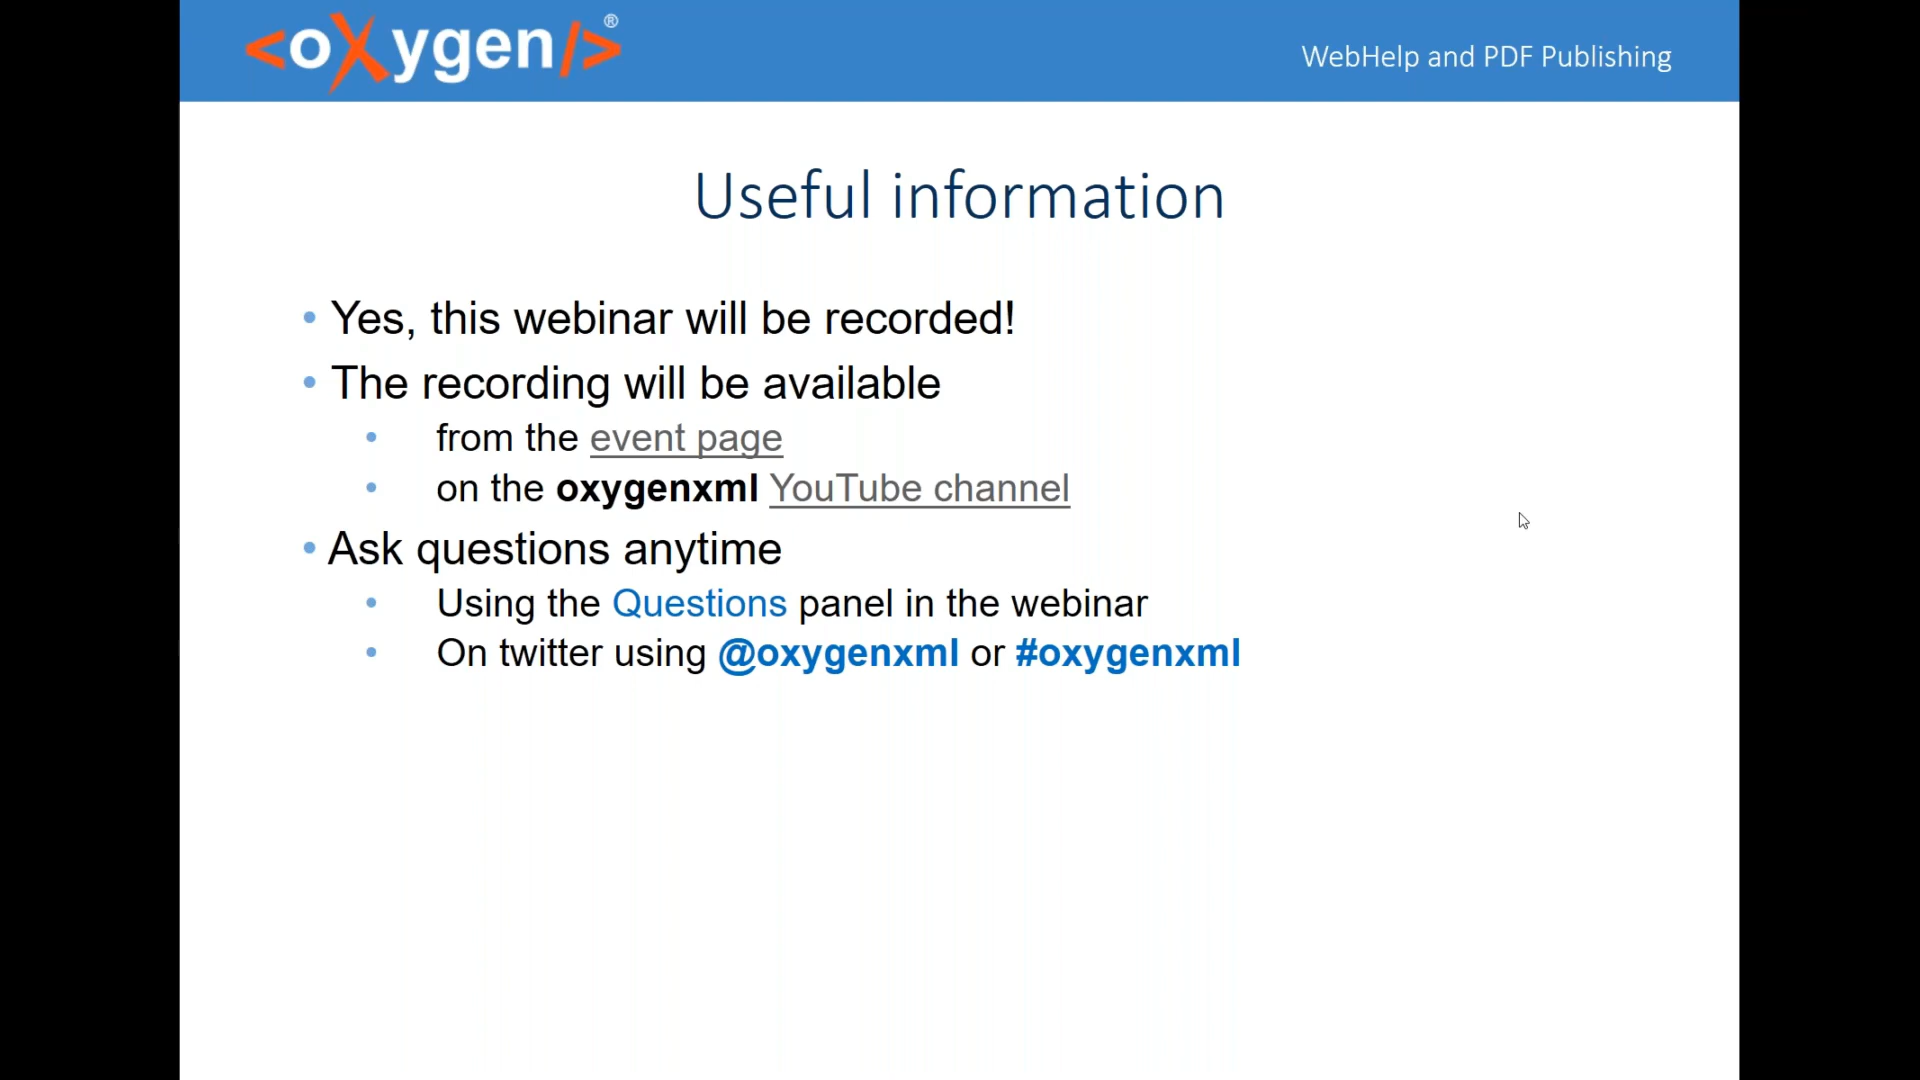 <oXygen/>®
WebHelp and PDF Publishing
Useful information
• Yes, this webinar will be recorded!
• The recording will be available
• from the event page
• on the oxygenxml YouTube channel
• Ask questions anytime
• Using the Questions panel in the webinar
• On twitter using @oxygenxml or #oxygenxml